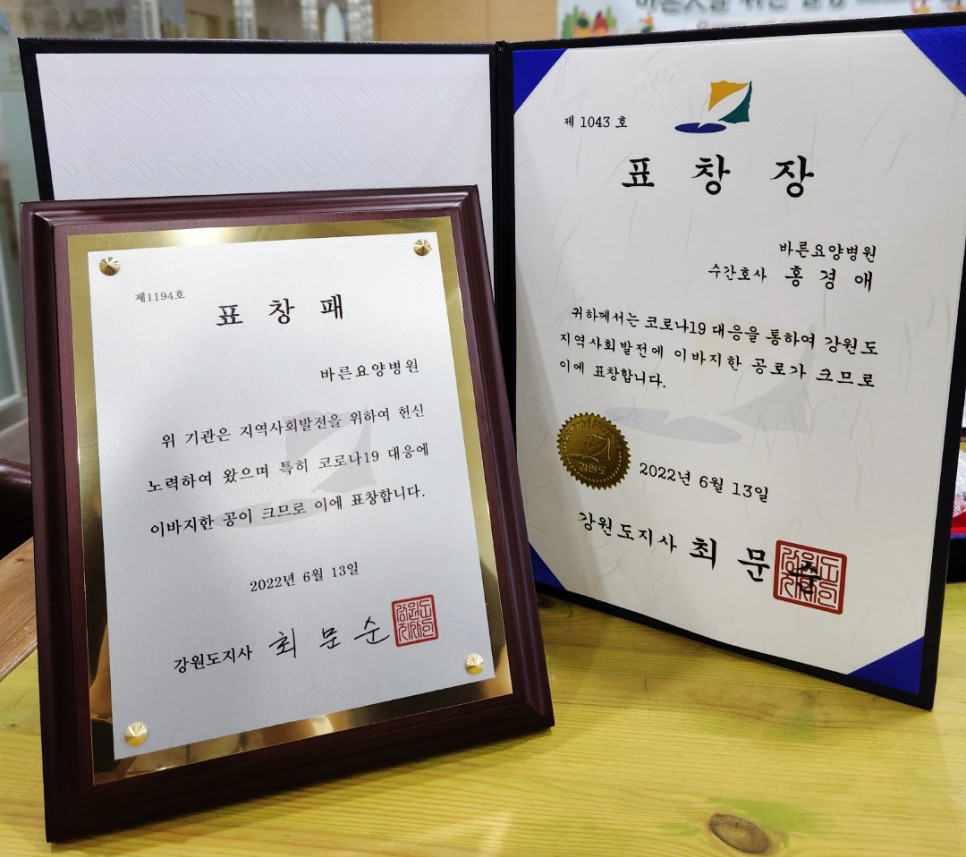 제1194호
표 창 패
바른요양병원
위 기관은 지역사회발전을 위하여 헌신
노력하여 왔으며 특히 코로나19 대응에
이바지한 공이 크므로 이에 표창합니다.
2022년 6월 13일
강원도지사 최 문 순
제 1043 호
표 창 장
바른요양병원
수간호사 홍 경 애
귀하께서는 코로나19 대응을 통하여 강원도
지역사회발전에 이바지한 공로가 크므로
이에 표창합니다.
강원도
2022년 6월 13일
강원도지사 최 문 순